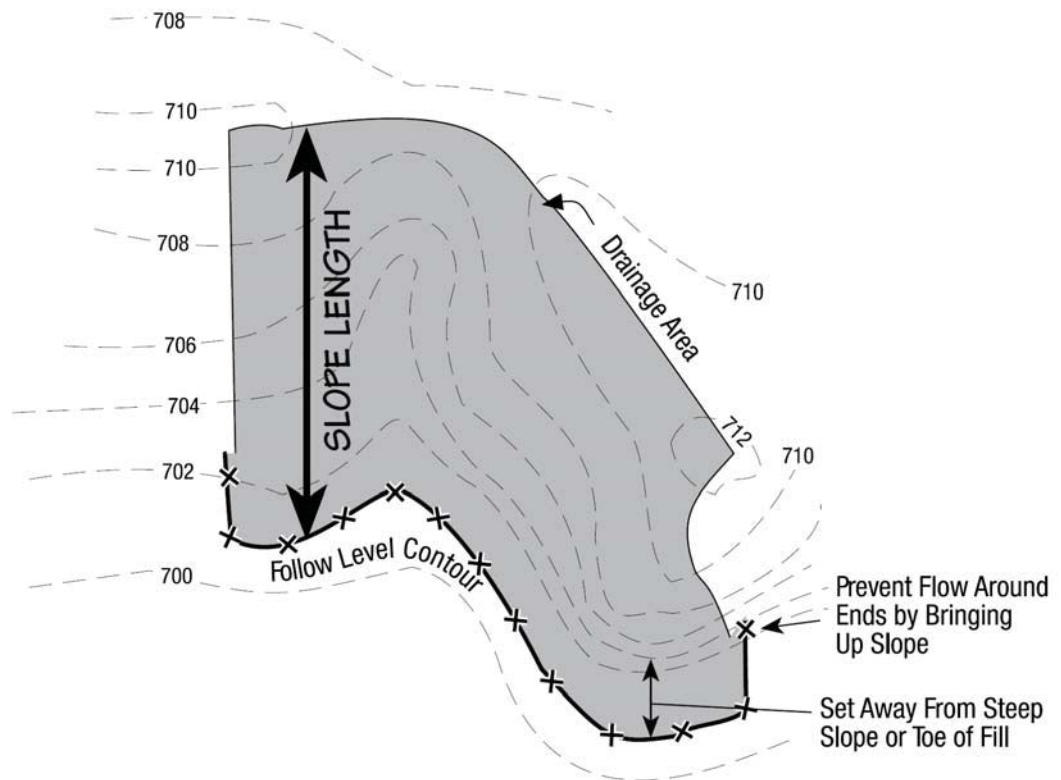 708
710
710
708
SLOPE LENGTH
Drainage Area
710
706
704
712
710
702
Follow Level Contour
700
Prevent Flow Around
Ends by Bringing
Up Slope
Set Away From Steep
Slope or Toe of Fill